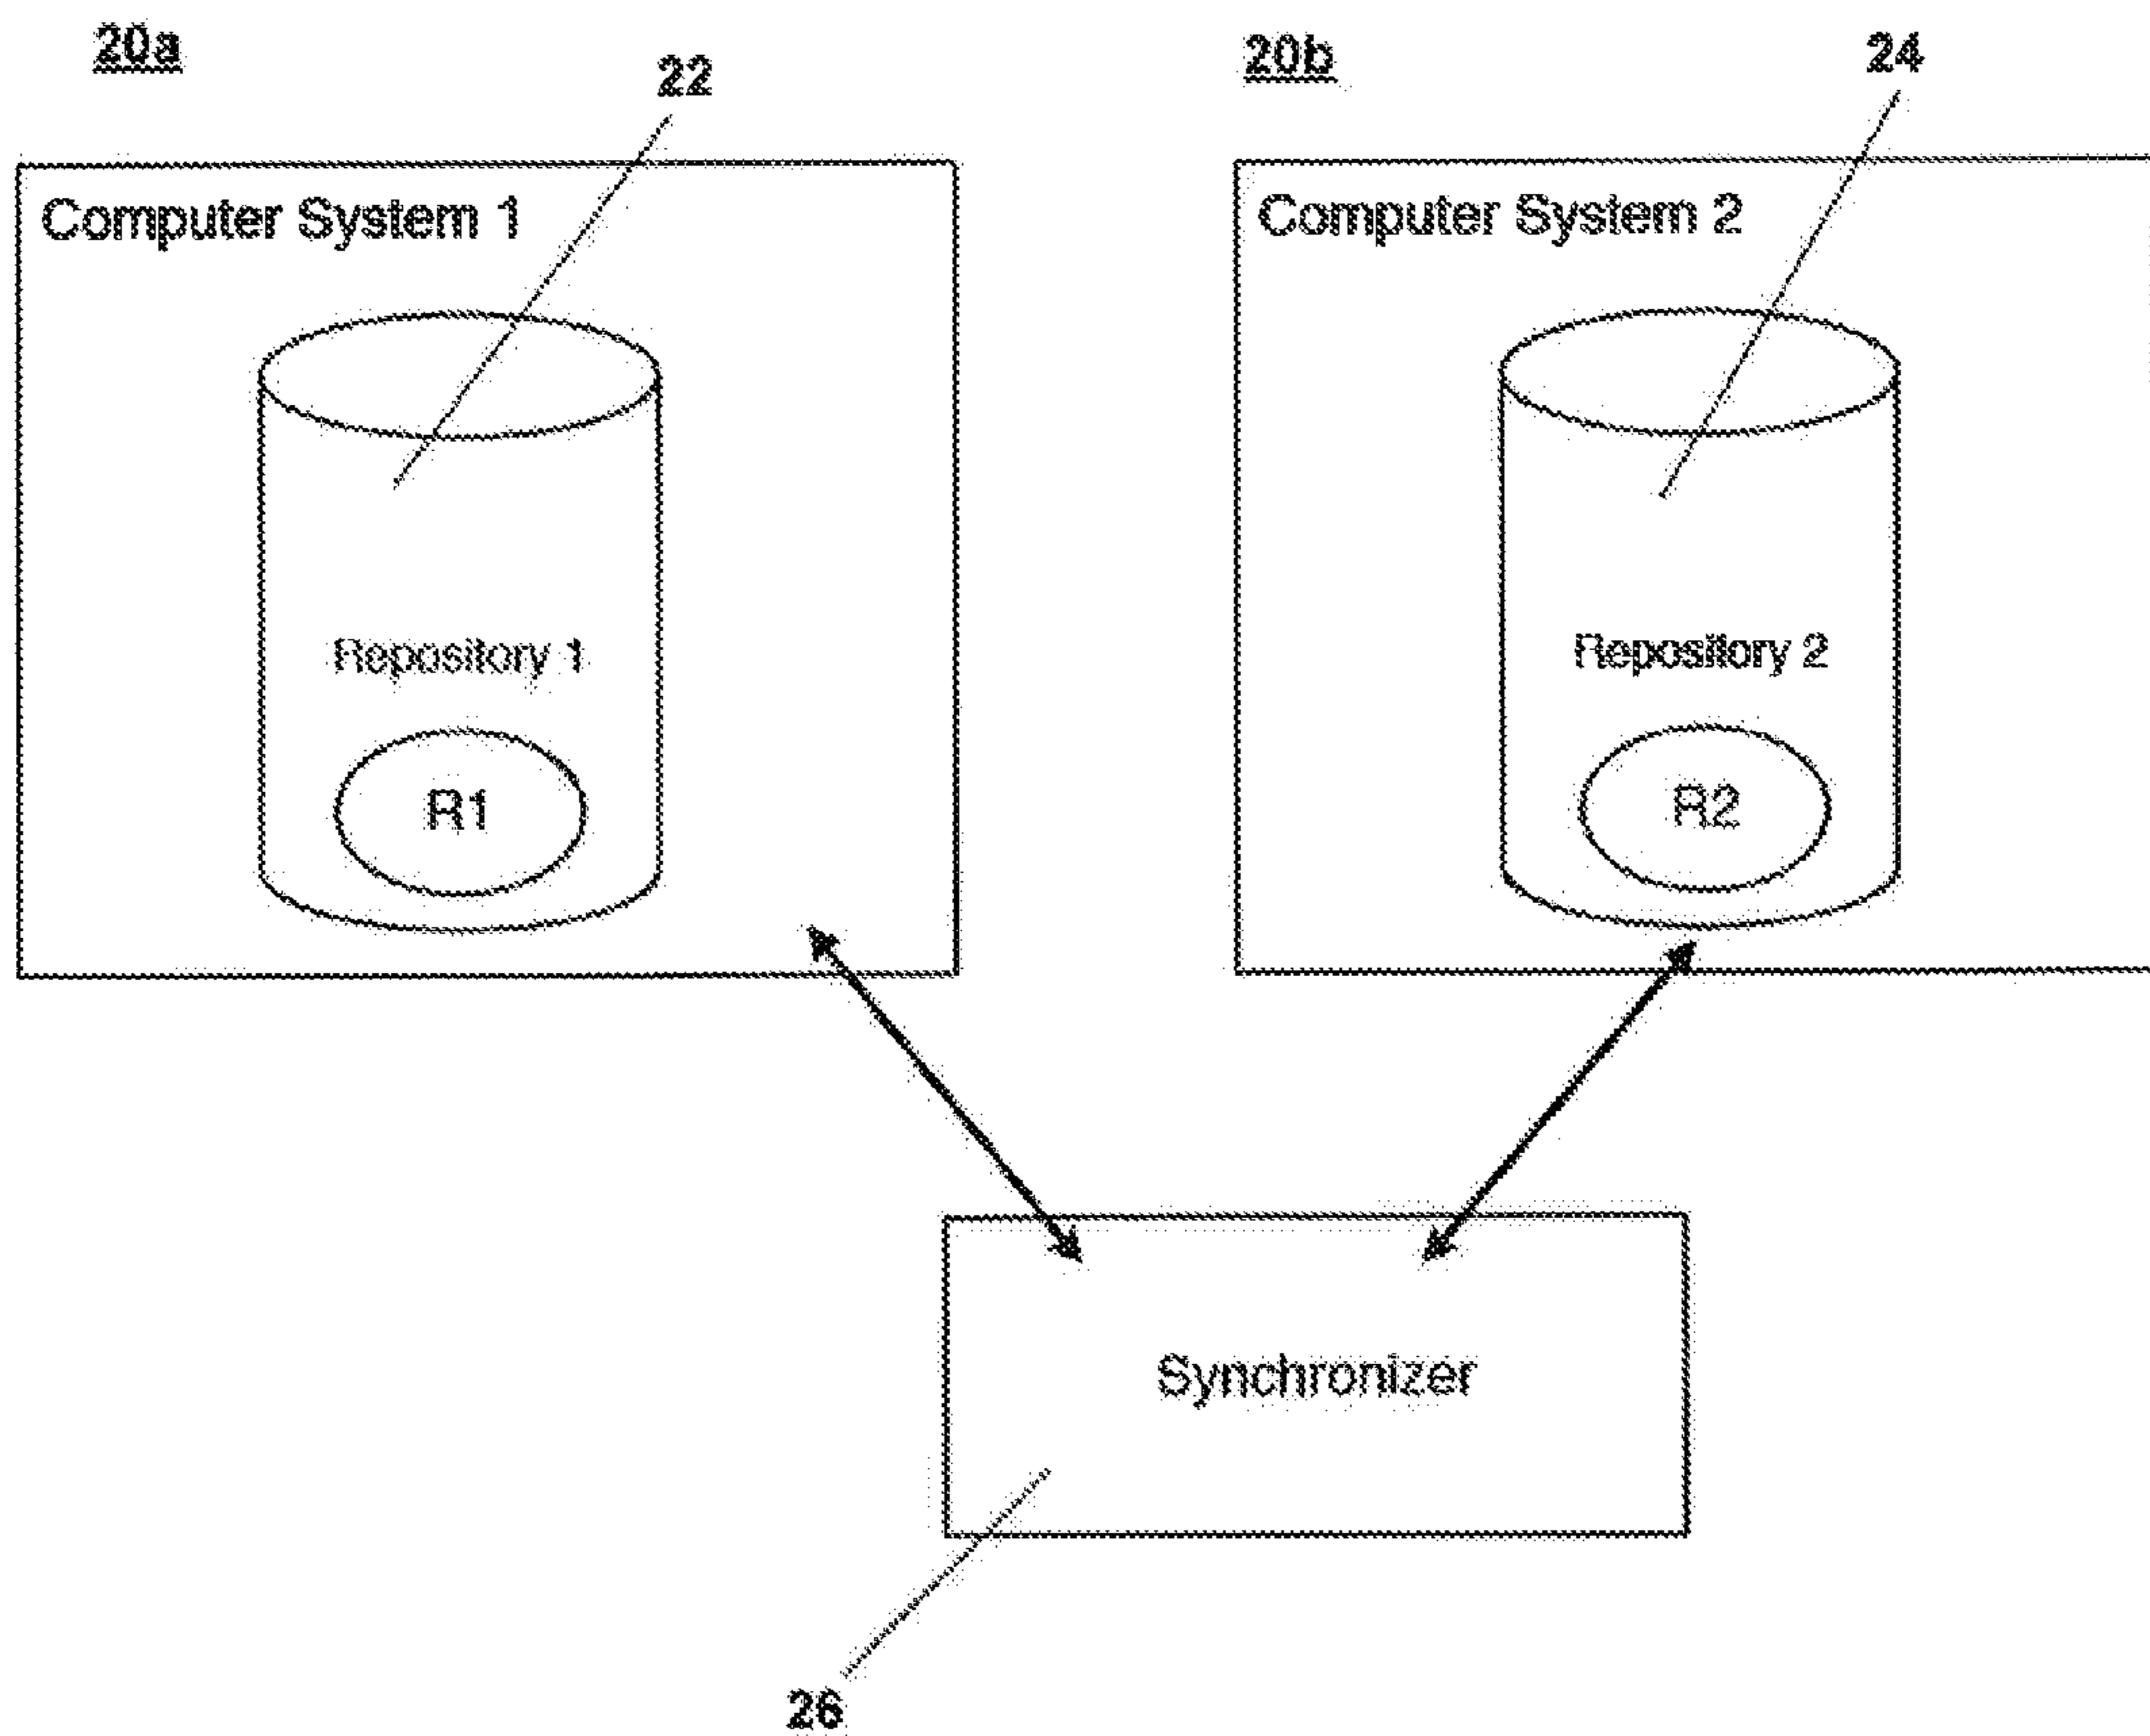 20a
22
20b
24
Computer System 1
Computer System 2
Repository 1
Repository 2
R1
R2
Synchronizer
26